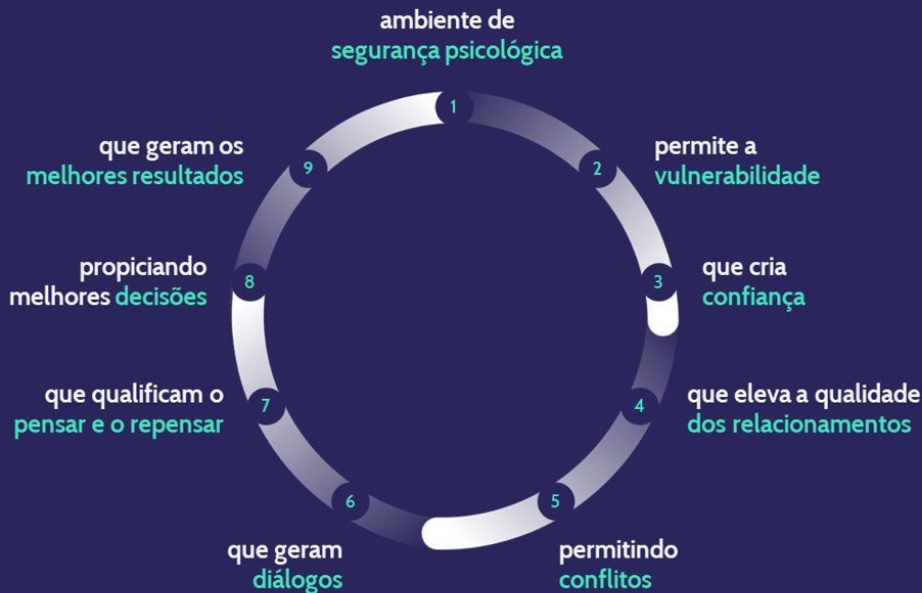 ambiente de
segurança psicológica
1
2
permite a
vulnerabilidade
3
que cria
confiança
4
que eleva a qualidade
dos relacionamentos
5
permitindo
conflitos
6
que geram
diálogos
7
que qualificam o
pensar e o repensar
8
propiciando
melhores decisões
9
que geram os
melhores resultados